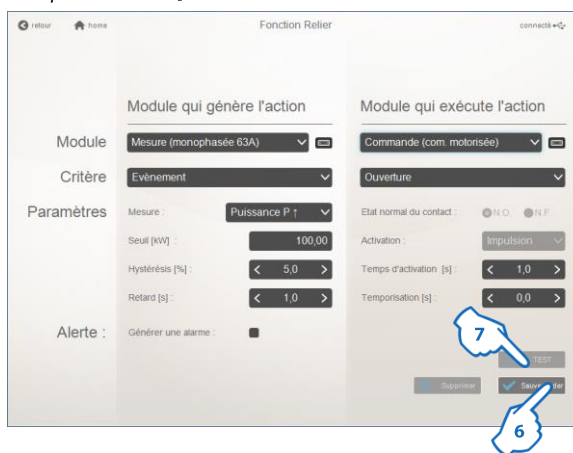 retour home Fonction Relier connecté
Module qui génère l'action Module qui exécute l'action
Module Mesure (monophasée 63A) Commande (com. motorisée)
Critère Evènement Ouverture
Paramètres Mesure : Puissance P ↑ Etat normal du contact : N.O. N.F.
Seuil [kW] : 100,00 Activation : Impulsion
Hystérésis [%] : < 5,0 > Temps d'activation [s] : < 1,0 >
Retard [s] : < 1,0 > Temporisation [s] : < 0,0 >
Alerte : Générer une alarme :
7
TEST
Supprimer
6